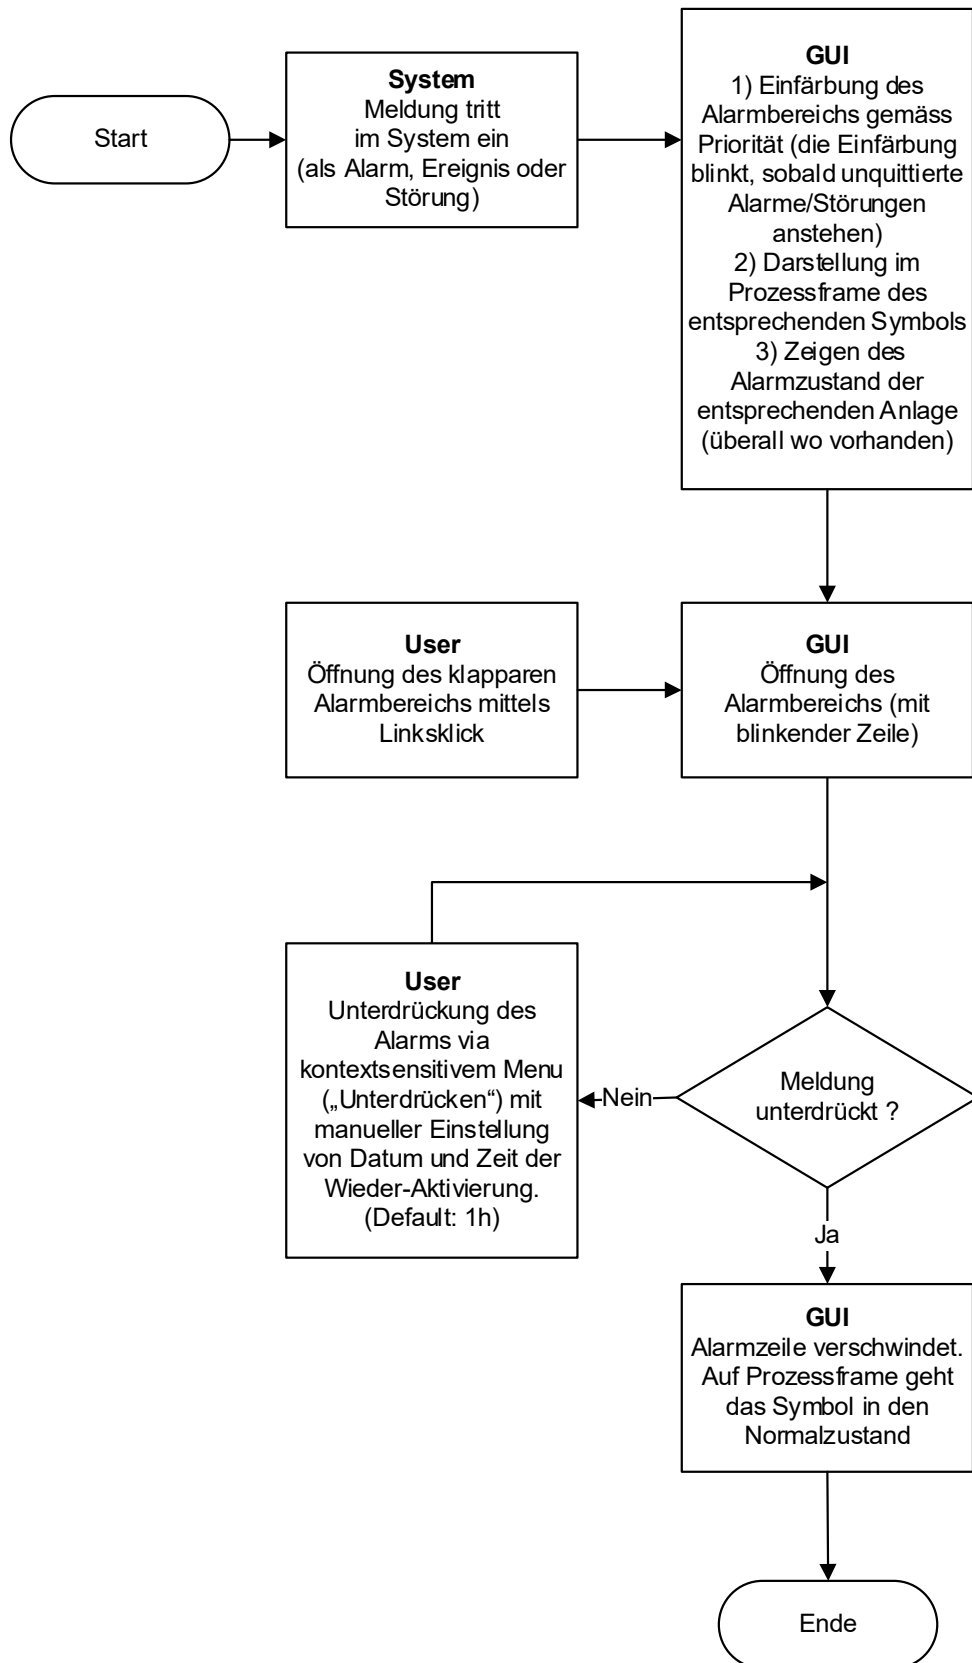 Start
System
Meldung tritt
im System ein
(als Alarm, Ereignis oder
Störung)
GUI
1) Einfärbung des
Alarmbereichs gemäss
Priorität (die Einfärbung
blinkt, sobald unquittierte
Alarme/Störungen
anstehen)
2) Darstellung im
Prozessframe des
entsprechenden Symbols
3) Zeigen des
Alarmzustand der
entsprechenden Anlage
(überall wo vorhanden)
User
Öffnung des klapparen
Alarmbereichs mittels
Linksklick
GUI
Öffnung des
Alarmbereichs (mit
blinkender Zeile)
User
Unterdrückung des
Alarms via
kontextsensitivem Menu
(„Unterdrücken“) mit
manueller Einstellung
von Datum und Zeit der
Wieder-Aktivierung.
(Default: 1h)
Nein
Meldung
unterdrückt ?
Ja
GUI
Alarmzeile verschwindet.
Auf Prozessframe geht
das Symbol in den
Normalzustand
Ende